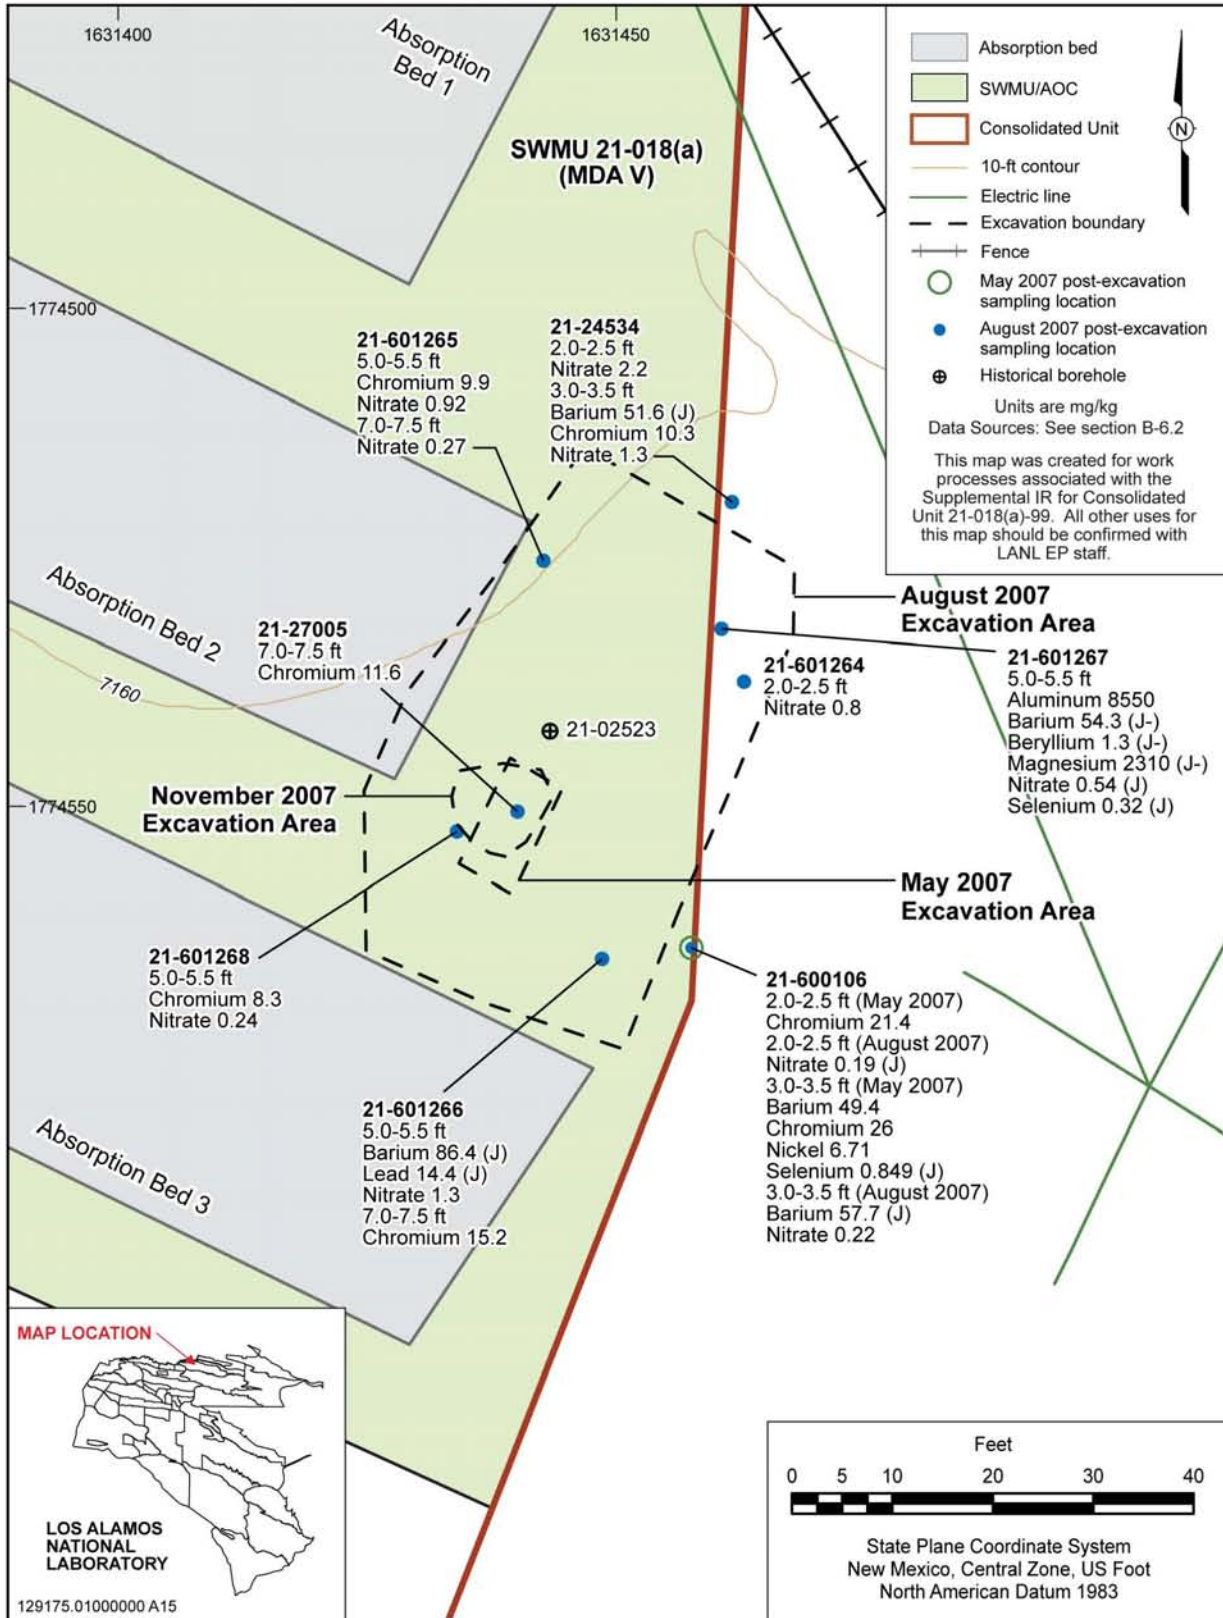 1631400
1631450
Absorption
Bed 1
SWMU 21-018(a)
(MDA V)
Absorption bed
SWMU/AOC
Consolidated Unit
10-ft contour
Electric line
Excavation boundary
Fence
May 2007 post-excavation
sampling location
August 2007 post-excavation
sampling location
Historical borehole
Units are mg/kg
Data Sources: See section B-6.2
This map was created for work
processes associated with the
Supplemental IR for Consolidated
Unit 21-018(a)-99. All other uses for
this map should be confirmed with
LANL EP staff.
N
1774500
21-601265
5.0-5.5 ft
Chromium 9.9
Nitrate 0.92
7.0-7.5 ft
Nitrate 0.27
21-24534
2.0-2.5 ft
Nitrate 2.2
3.0-3.5 ft
Barium 51.6 (J)
Chromium 10.3
Nitrate 1.3
Absorption Bed 2
7160
21-27005
7.0-7.5 ft
Chromium 11.6
August 2007
Excavation Area
21-601264
2.0-2.5 ft
Nitrate 0.8
21-601267
5.0-5.5 ft
Aluminum 8550
Barium 54.3 (J-)
Beryllium 1.3 (J-)
Magnesium 2310 (J-)
Nitrate 0.54 (J)
Selenium 0.32 (J)
21-02523
November 2007
Excavation Area
1774550
May 2007
Excavation Area
21-601268
5.0-5.5 ft
Chromium 8.3
Nitrate 0.24
21-600106
2.0-2.5 ft (May 2007)
Chromium 21.4
2.0-2.5 ft (August 2007)
Nitrate 0.19 (J)
3.0-3.5 ft (May 2007)
Barium 49.4
Chromium 26
Nickel 6.71
Selenium 0.849 (J)
3.0-3.5 ft (August 2007)
Barium 57.7 (J)
Nitrate 0.22
21-601266
5.0-5.5 ft
Barium 86.4 (J)
Lead 14.4 (J)
Nitrate 1.3
7.0-7.5 ft
Chromium 15.2
Absorption Bed 3
MAP LOCATION
LOS ALAMOS
NATIONAL
LABORATORY
129175.01000000 A15
Feet
0 5 10 20 30 40
State Plane Coordinate System
New Mexico, Central Zone, US Foot
North American Datum 1983